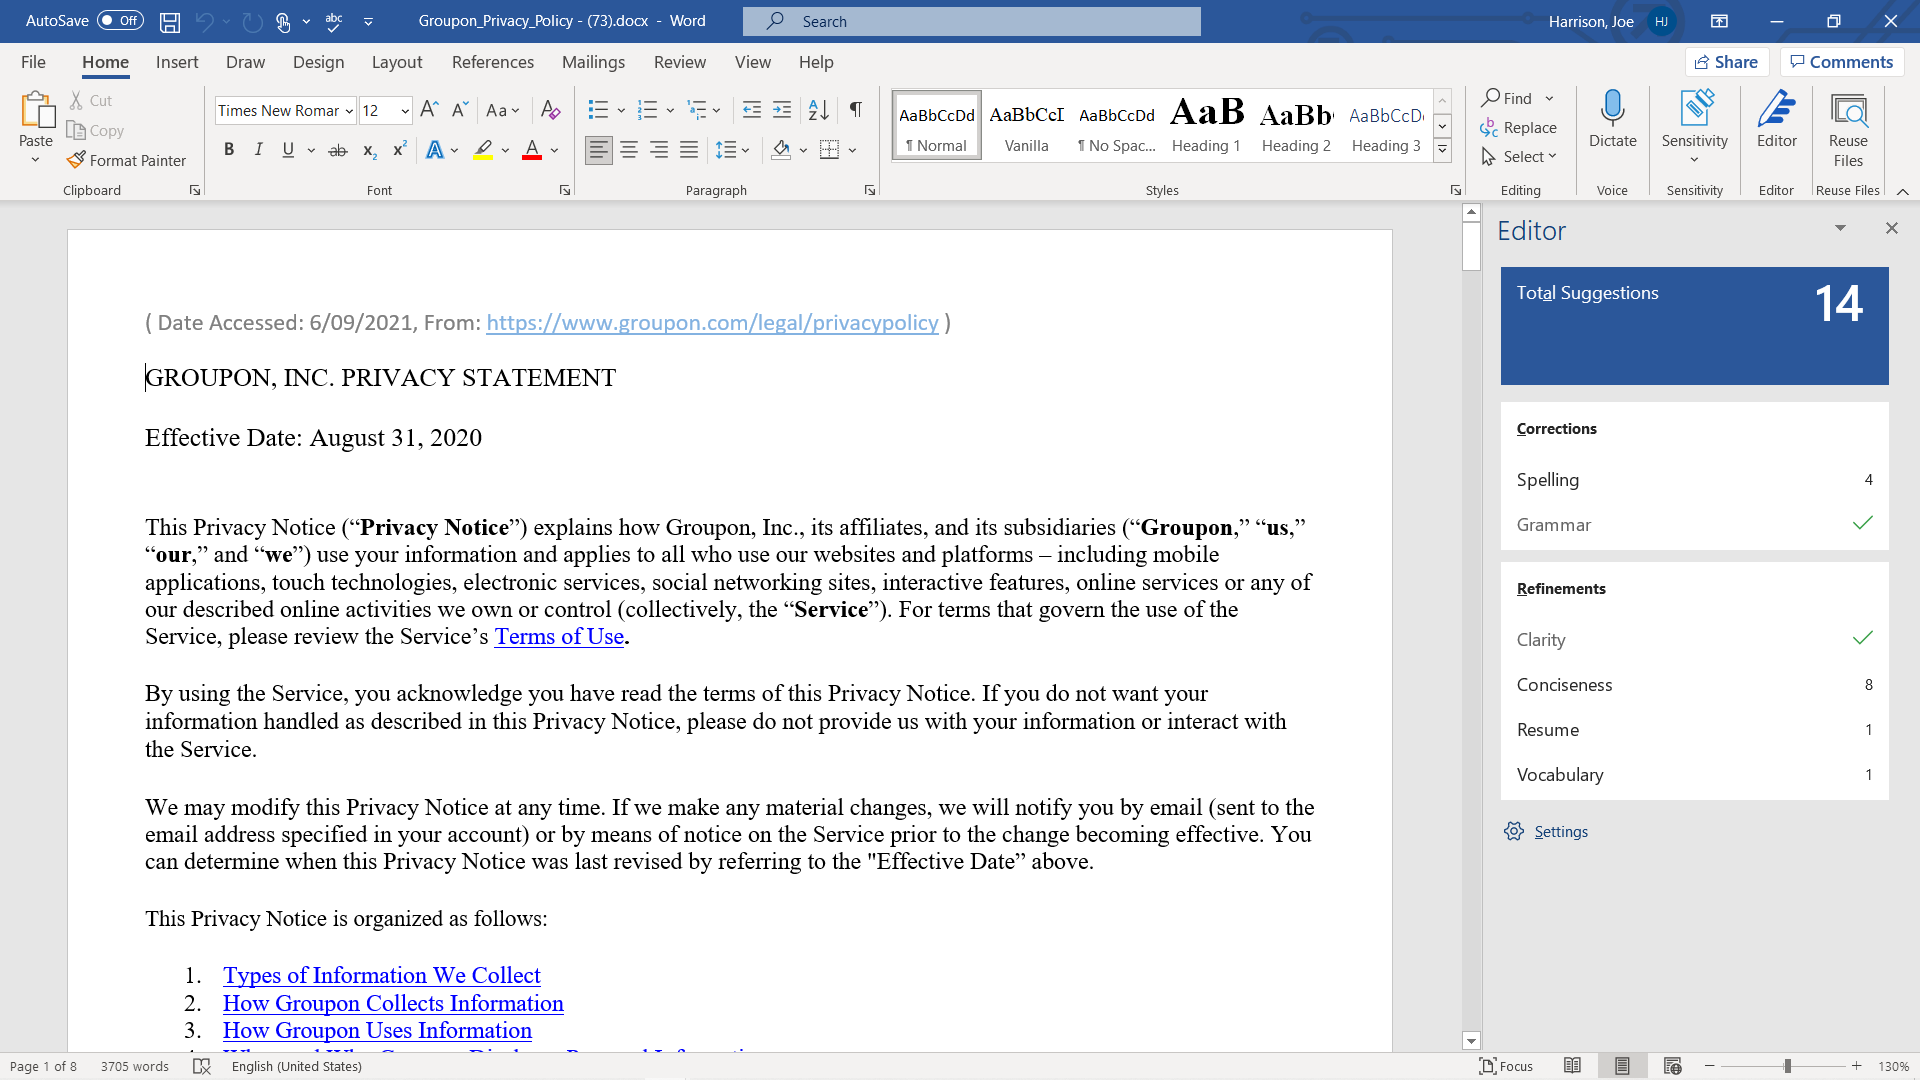 AutoSave Off abc Groupon_Privacy_Policy - (73).docx - Word Search Harrison, Joe HJ
File Home Insert Draw Design Layout References Mailings Review View Help Share Comments
Paste Cut Copy Format Painter Clipboard
Times New Romar 12 A A Aa A
B I U ab x₂ x² A A
Font
Paragraph
AaBbCcDd ¶ Normal
AaBbCcI Vanilla
AaBbCcDd ¶ No Spac...
AaB Heading 1
AaBb Heading 2
AaBbCcD Heading 3
Styles
Find
Replace
Select
Editing
Dictate
Voice
Sensitivity
Sensitivity
Editor
Editor
Reuse
Files
Reuse Files
( Date Accessed: 6/09/2021, From: https://www.groupon.com/legal/privacypolicy )
GROUPON, INC. PRIVACY STATEMENT
Effective Date: August 31, 2020
This Privacy Notice (“Privacy Notice”) explains how Groupon, Inc., its affiliates, and its subsidiaries (“Groupon,” “us,”
“our,” and “we”) use your information and applies to all who use our websites and platforms – including mobile
applications, touch technologies, electronic services, social networking sites, interactive features, online services or any of
our described online activities we own or control (collectively, the “Service”). For terms that govern the use of the
Service, please review the Service’s Terms of Use.
By using the Service, you acknowledge you have read the terms of this Privacy Notice. If you do not want your
information handled as described in this Privacy Notice, please do not provide us with your information or interact with
the Service.
We may modify this Privacy Notice at any time. If we make any material changes, we will notify you by email (sent to the
email address specified in your account) or by means of notice on the Service prior to the change becoming effective. You
can determine when this Privacy Notice was last revised by referring to the "Effective Date” above.
This Privacy Notice is organized as follows:
1. Types of Information We Collect
2. How Groupon Collects Information
3. How Groupon Uses Information
Editor
Total Suggestions 14
Corrections
Spelling 4
Grammar
Refinements
Clarity
Conciseness 8
Resume 1
Vocabulary 1
Settings
Page 1 of 8 3705 words English (United States) Focus 130%